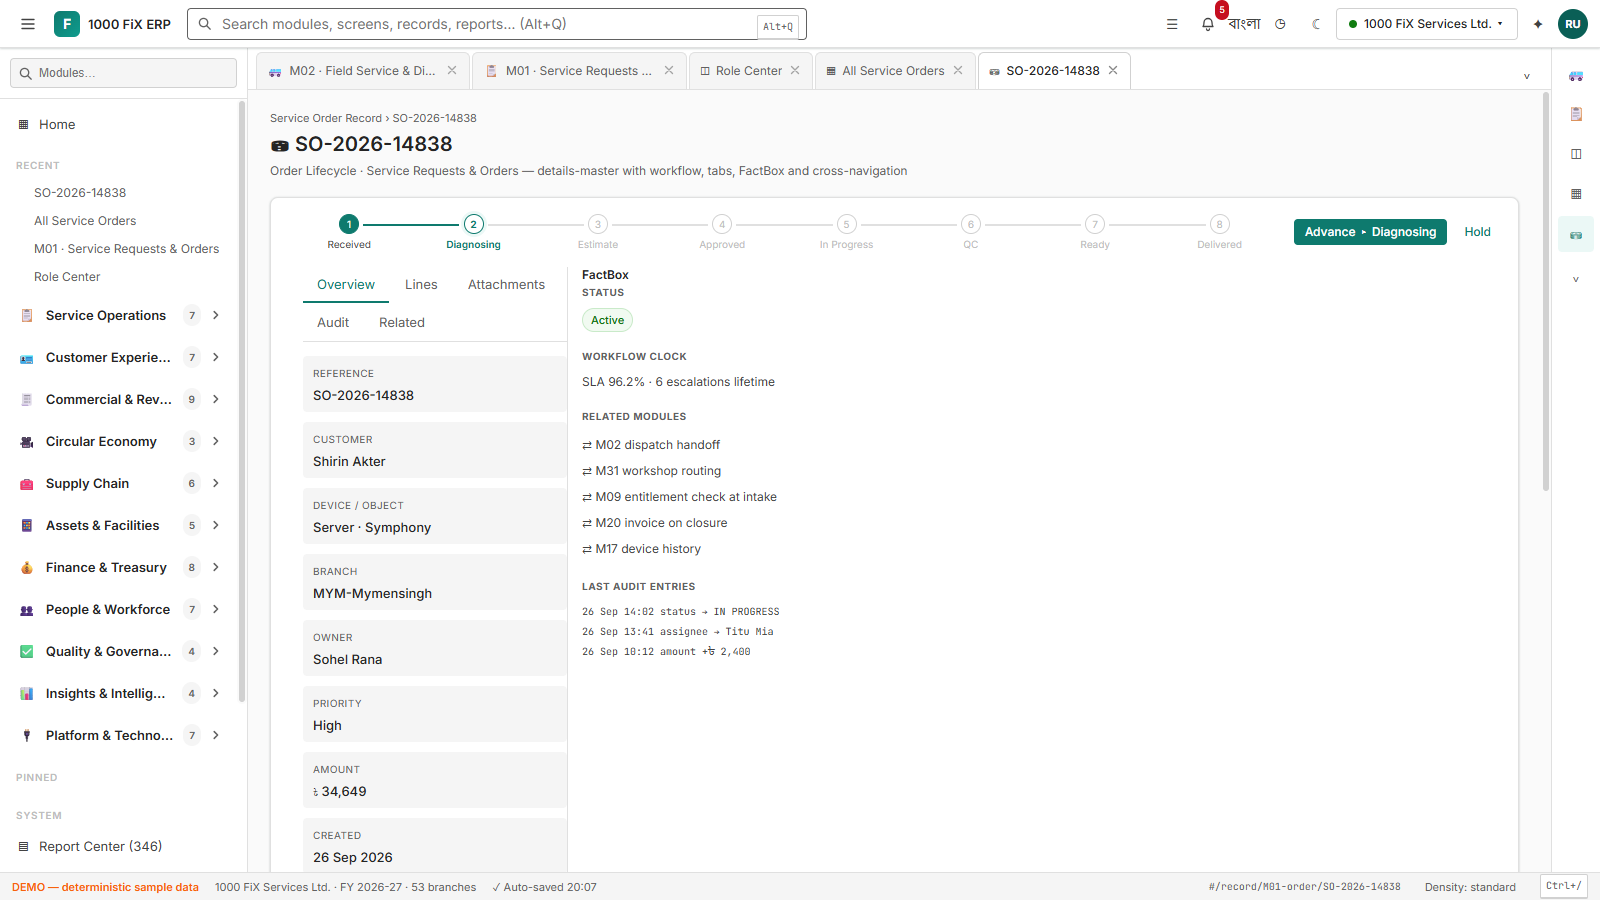 F 1000 FiX ERP Search modules, screens, records, reports... (Alt+Q) Alt+Q 5 বাংলা 1000 FiX Services Ltd. RU
Modules...
M02 · Field Service & Di...
M01 · Service Requests ...
Role Center
All Service Orders
SO-2026-14838
Home
RECENT
SO-2026-14838
All Service Orders
M01 · Service Requests & Orders
Role Center
Service Operations 7
Customer Experie... 7
Commercial & Rev... 9
Circular Economy 3
Supply Chain 6
Assets & Facilities 5
Finance & Treasury 8
People & Workforce 7
Quality & Governa... 4
Insights & Intellig... 4
Platform & Techno... 7
PINNED
SYSTEM
Report Center (346)
Service Order Record › SO-2026-14838
SO-2026-14838
Order Lifecycle · Service Requests & Orders — details-master with workflow, tabs, FactBox and cross-navigation
1 2 3 4 5 6 7 8
Received Diagnosing Estimate Approved In Progress QC Ready Delivered
Advance ▸ Diagnosing Hold
Overview Lines Attachments
Audit Related
REFERENCE
SO-2026-14838
CUSTOMER
Shirin Akter
DEVICE / OBJECT
Server · Symphony
BRANCH
MYM-Mymensingh
OWNER
Sohel Rana
PRIORITY
High
AMOUNT
৳ 34,649
CREATED
26 Sep 2026
FactBox
STATUS
Active
WORKFLOW CLOCK
SLA 96.2% · 6 escalations lifetime
RELATED MODULES
⇄ M02 dispatch handoff
⇄ M31 workshop routing
⇄ M09 entitlement check at intake
⇄ M20 invoice on closure
⇄ M17 device history
LAST AUDIT ENTRIES
26 Sep 14:02 status → IN PROGRESS
26 Sep 13:41 assignee → Titu Mia
26 Sep 10:12 amount +৳ 2,400
DEMO — deterministic sample data 1000 FiX Services Ltd. · FY 2026-27 · 53 branches ✓ Auto-saved 20:07 #/record/M01-order/SO-2026-14838 Density: standard Ctrl+/